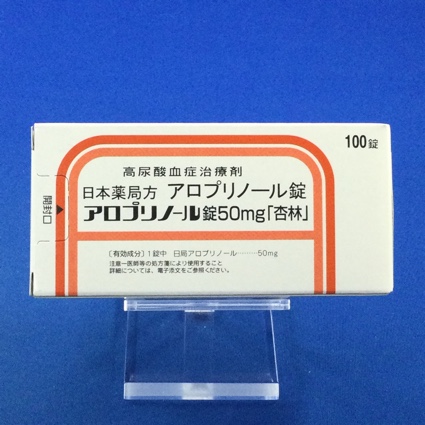 100錠
高尿酸血症治療剤
日本薬局方 アロプリノール錠
アロプリノール錠50mg「杏林」
開封口
〔有効成分〕1錠中 日局アロプリノール………50mg
注意－医師等の処方箋により使用すること
詳細については、電子添文をご参照ください。